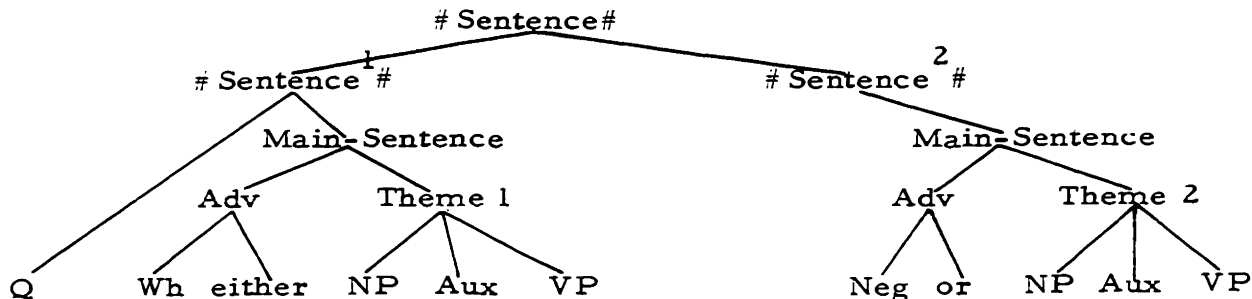 # Sentence#
# Sentence 1 # # Sentence 2 #
Main-Sentence Main-Sentence
Adv Theme 1 Adv Theme 2
Q Wh either NP Aux VP Neg or NP Aux VP